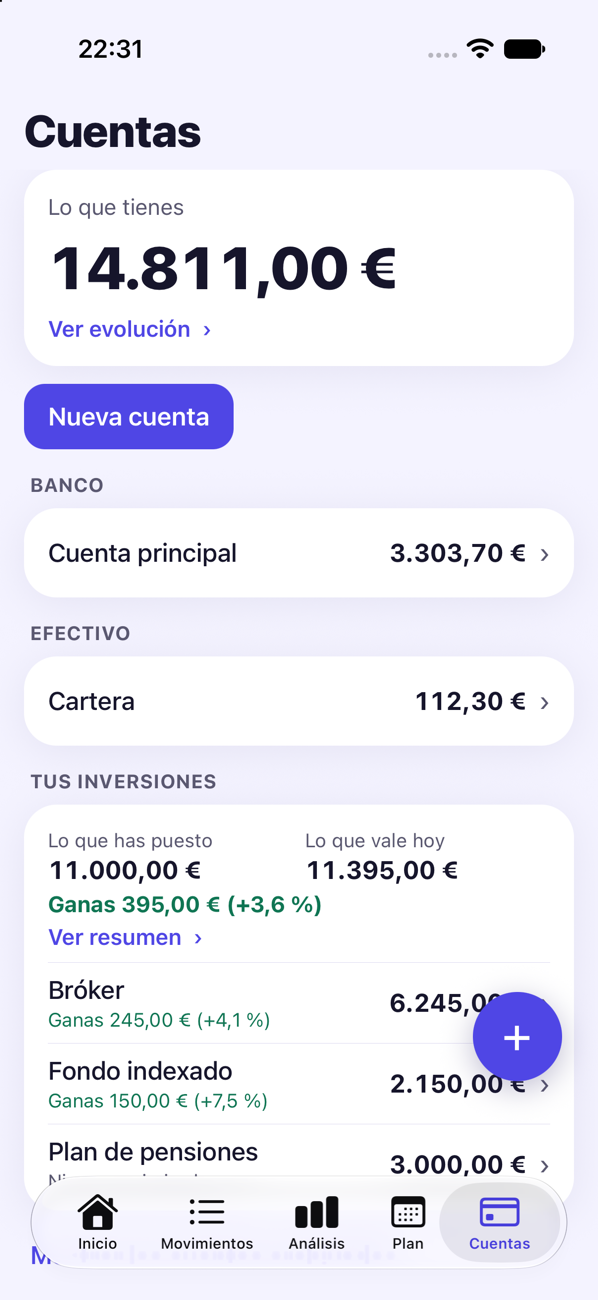 22:31
Cuentas
Lo que tienes
14.811,00 €
Ver evolución ›
Nueva cuenta
BANCO
Cuenta principal 3.303,70 € ›
EFECTIVO
Cartera 112,30 € ›
TUS INVERSIONES
Lo que has puesto Lo que vale hoy
11.000,00 € 11.395,00 €
Ganas 395,00 € (+3,6 %)
Ver resumen ›
Bróker
6.245,00
Ganas 245,00 € (+4,1 %)
+
Fondo indexado
2.150,00 € ›
Ganas 150,00 € (+7,5 %)
Plan de pensiones
3.000,00 € ›
Inicio Movimientos Análisis Plan Cuentas